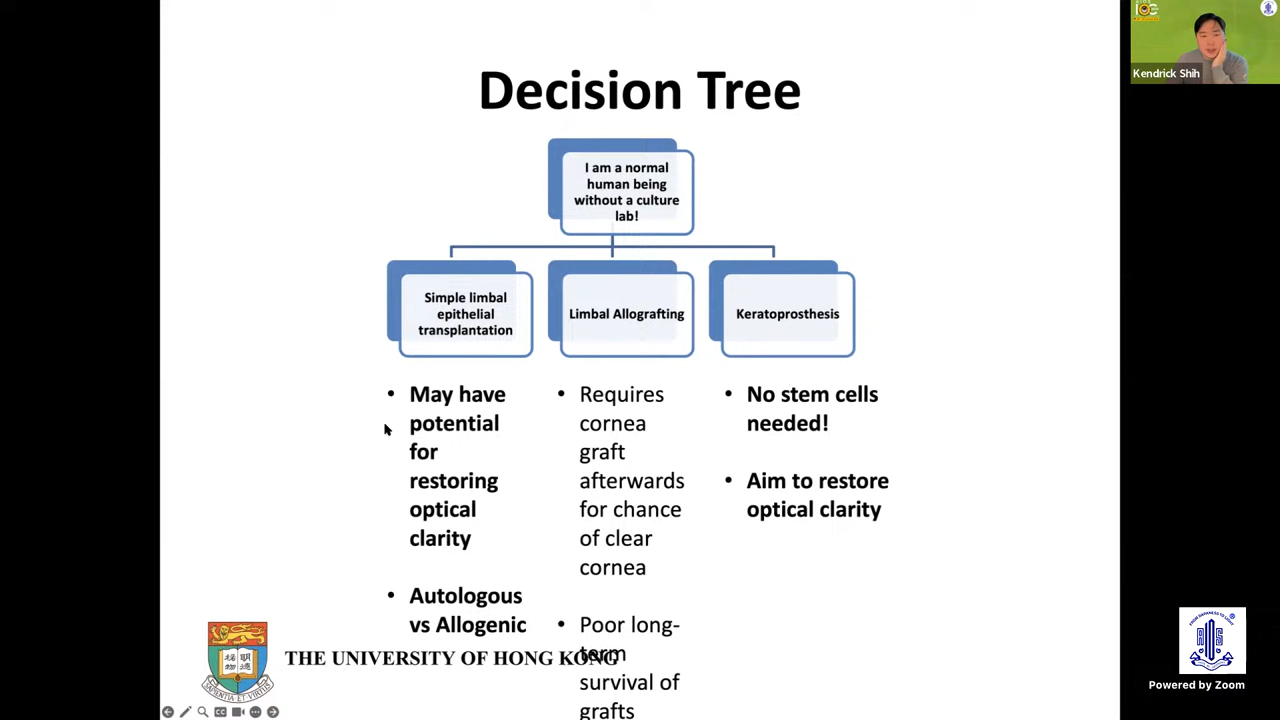 Decision Tree
I am a normal
human being
without a culture
lab!
Simple limbal
epithelial
transplantation
Limbal Allografting
Keratoprosthesis
• May have
potential
for
restoring
optical
clarity
• Autologous
vs Allogenic
• Requires
cornea
graft
afterwards
for chance
of clear
cornea
• Poor long-
term
survival of
grafts
• No stem cells
needed!
• Aim to restore
optical clarity
THE UNIVERSITY OF HONG KONG
Kendrick Shih
Powered by Zoom